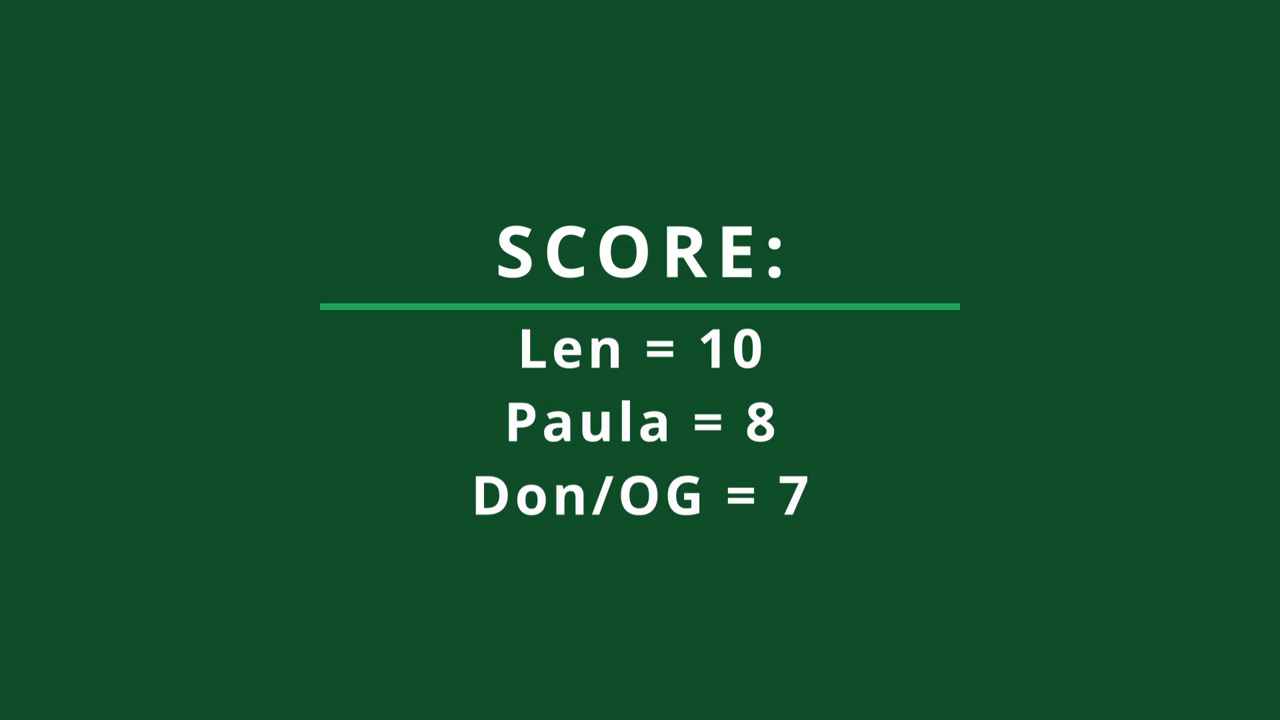 SCORE:
Len = 10
Paula = 8
Don/OG = 7